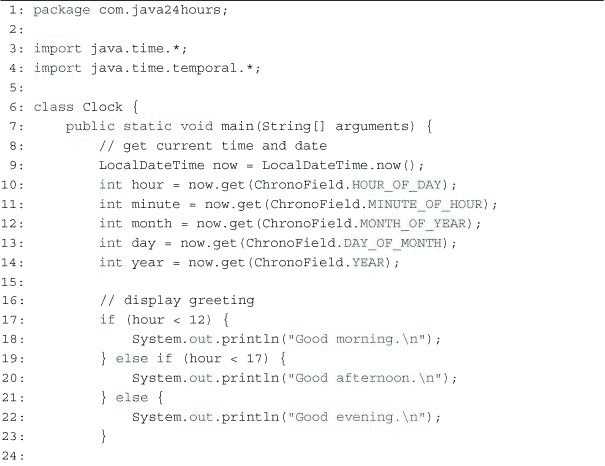 1: package com.java24hours;
2:
3: import java.time.*;
4: import java.time.temporal.*;
5:
6: class Clock {
7:     public static void main(String[] arguments) {
8:         // get current time and date
9:         LocalDateTime now = LocalDateTime.now();
10:         int hour = now.get(ChronoField.HOUR_OF_DAY);
11:         int minute = now.get(ChronoField.MINUTE_OF_HOUR);
12:         int month = now.get(ChronoField.MONTH_OF_YEAR);
13:         int day = now.get(ChronoField.DAY_OF_MONTH);
14:         int year = now.get(ChronoField.YEAR);
15:
16:         // display greeting
17:         if (hour < 12) {
18:             System.out.println("Good morning.\n");
19:         } else if (hour < 17) {
20:             System.out.println("Good afternoon.\n");
21:         } else {
22:             System.out.println("Good evening.\n");
23:         }
24: